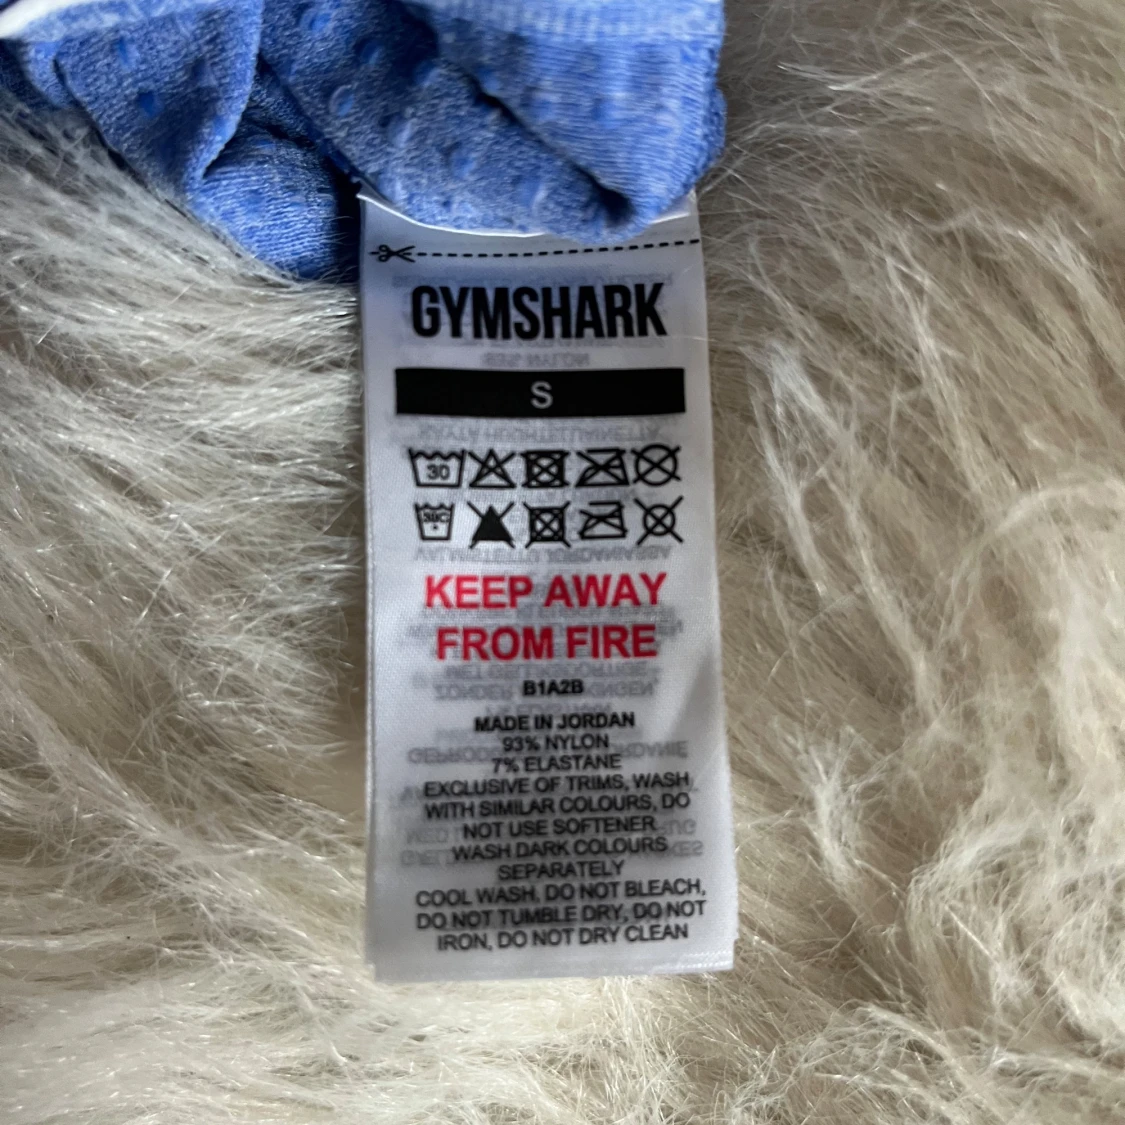 GYMSHARK
S
30
30C
KEEP AWAY
FROM FIRE
B1A2B
MADE IN JORDAN
93% NYLON
7% ELASTANE
EXCLUSIVE OF TRIMS, WASH
WITH SIMILAR COLOURS, DO
NOT USE SOFTENER
WASH DARK COLOURS
SEPARATELY
COOL WASH, DO NOT BLEACH,
DO NOT TUMBLE DRY, DO NOT
IRON, DO NOT DRY CLEAN